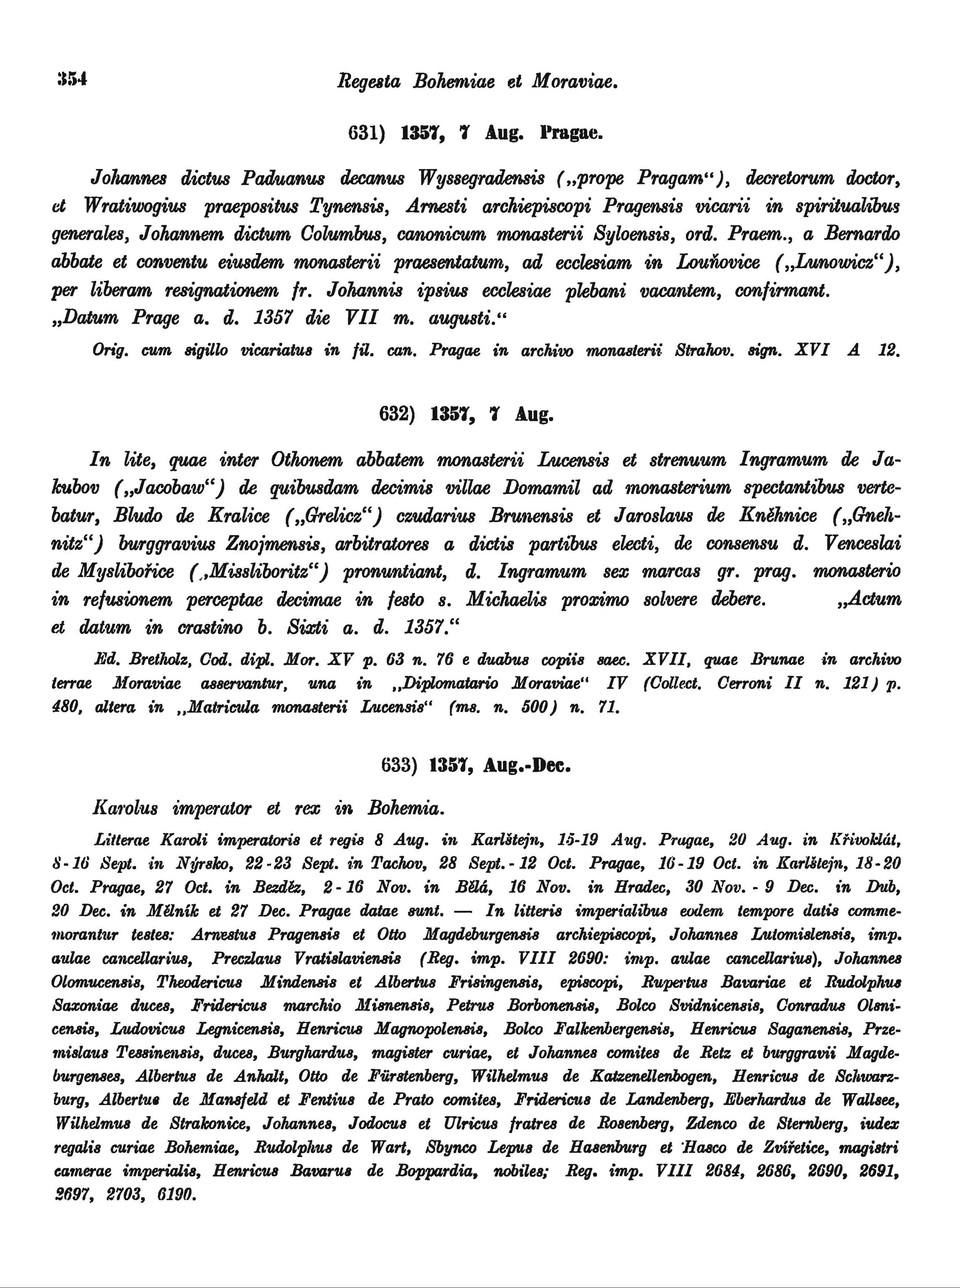 354
Regesta Bohemiae et Moraviae.
631) 1357, 7 Aug. Pragae.
Johannes dictus Paduanus decanus Wyssegradensis („prope Pragam“), decretorum doctor,
et Wratiwogius praepositus Tynensis, Arnesti archiepiscopi Pragensis vicarii in spiritualibus
generales, Johannem dictum Columbus, canonicum monasterii Syloensis, ord. Praem., a Bernardo
abbate et conventu eiusdem monasterii praesentatum, ad ecclesiam in Louňovice („Lunowicz“),
per liberam resignationem fr. Johannis ipsius ecclesiae plebani vacantem, confirmant.
„Datum Prage a. d. 1357 die VII m. augusti.“
Orig. cum sigillo vicariatus in fil. can. Pragae in archivo monasterii Strahov. sign. XVI A 12.
632) 1357, 7 Aug.
In lite, quae inter Othonem abbatem monasterii Lucensis et strenuum Ingramum de Ja-
kubov („Jacobaw“) de quibusdam decimis villae Domamil ad monasterium spectantibus verte-
batur, Bludo de Kralice („Grelicz“) czudarius Brunensis et Jaroslaus de Kněhnice („Gneh-
nitz“) burggravius Znojmensis, arbitratores a dictis partibus electi, de consensu d. Venceslai
de Myslibořice („Missliboritz“) pronuntiant, d. Ingramum sex marcas gr. prag. monasterio
in refusionem perceptae decimae in festo s. Michaelis proximo solvere debere. „Actum
et datum in crastino b. Sixti a. d. 1357.“
Ed. Bretholz, Cod. dipl. Mor. XV p. 63 n. 76 e duabus copiis saec. XVII, quae Brunae in archivo
terrae Moraviae asservantur, una in „Diplomatario Moraviae“ IV (Collect. Cerroni II n. 121) p.
480, altera in „Matricula monasterii Lucensis“ (ms. n. 500) n. 71.
633) 1357, Aug.-Dec.
Karolus imperator et rex in Bohemia.
Litterae Karoli imperatoris et regis 8 Aug. in Karlštejn, 15-19 Aug. Pragae, 20 Aug. in Křivoklát,
8-16 Sept. in Nýrsko, 22-23 Sept. in Tachov, 28 Sept.-12 Oct. Pragae, 16-19 Oct. in Karlštejn, 18-20
Oct. Pragae, 27 Oct. in Bezděz, 2-16 Nov. in Bělá, 16 Nov. in Hradec, 30 Nov. - 9 Dec. in Dub,
20 Dec. in Mělník et 27 Dec. Pragae datae sunt. — In litteris imperialibus eodem tempore datis comme-
morantur testes: Arnestus Pragensis et Otto Magdeburgensis archiepiscopi, Johannes Lutomislensis, imp.
aulae cancellarius, Preczlaus Vratislaviensis (Reg. imp. VIII 2690: imp. aulae cancellarius), Johannes
Olomucensis, Theodericus Mindensis et Albertus Frisingensis, episcopi, Rupertus Bavariae et Rudolphus
Saxoniae duces, Fridericus marchio Misnensis, Petrus Borbonensis, Bolco Svidnicensis, Conradus Olsni-
censis, Ludovicus Legnicensis, Henricus Magnopolensis, Bolco Falkenbergensis, Henricus Saganensis, Prze-
mislaus Tessinensis, duces, Burghardus, magister curiae, et Johannes comites de Retz et burggravii Magde-
burgenses, Albertus de Anhalt, Otto de Fürstenberg, Wilhelmus de Katzenellenbogen, Henricus de Schwarz-
burg, Albertus de Mansfeld et Fentius de Prato comites, Fridericus de Landenberg, Eberhardus de Wallsee,
Wilhelmus de Strakonice, Johannes, Jodocus et Ulricus fratres de Rosenberg, Zdenco de Sternberg, iudex
regalis curiae Bohemiae, Rudolphus de Wart, Sbynco Lepus de Hasenburg et Hasco de Zvířetice, magistri
camerae imperialis, Henricus Bavarus de Boppardia, nobiles; Reg. imp. VIII 2684, 2686, 2690, 2691,
2697, 2703, 6190.